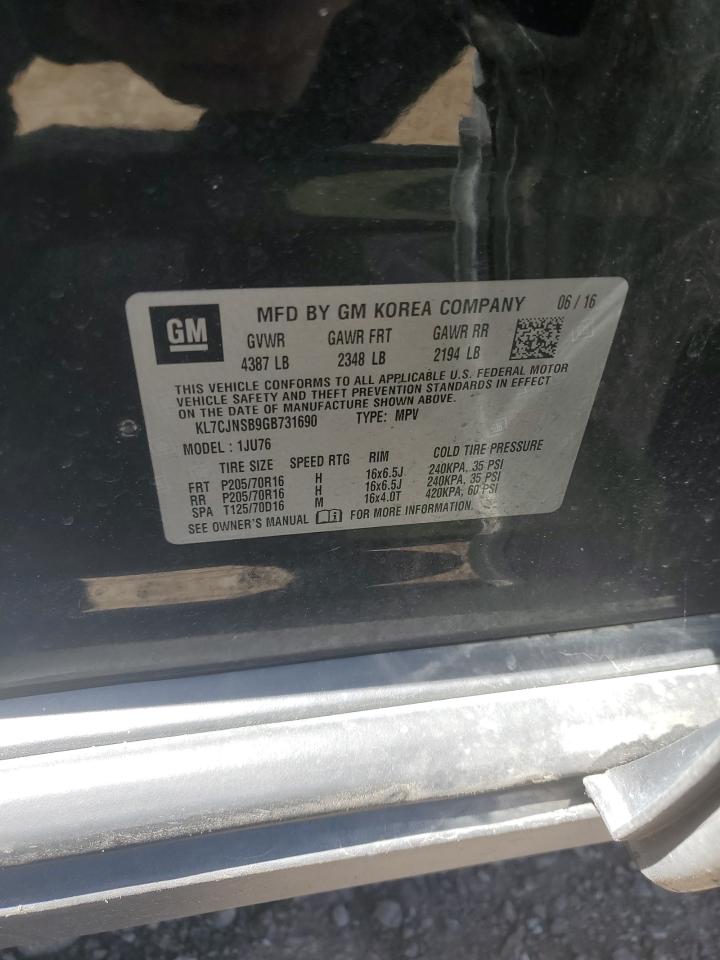 GM
MFD BY GM KOREA COMPANY 06 / 16
GVWR GAWR FRT GAWR RR
4387 LB 2348 LB 2194 LB
THIS VEHICLE CONFORMS TO ALL APPLICABLE U.S. FEDERAL MOTOR
VEHICLE SAFETY AND THEFT PREVENTION STANDARDS IN EFFECT
ON THE DATE OF MANUFACTURE SHOWN ABOVE.
KL7CJNSB9GB731690 TYPE: MPV
MODEL : 1JU76
TIRE SIZE SPEED RTG RIM COLD TIRE PRESSURE
FRT P205/70R16 H 16x6.5J 240KPA, 35 PSI
RR P205/70R16 H 16x6.5J 240KPA, 35 PSI
SPA T125/70D16 M 16x4.0T 420KPA, 60 PSI
SEE OWNER'S MANUAL FOR MORE INFORMATION.